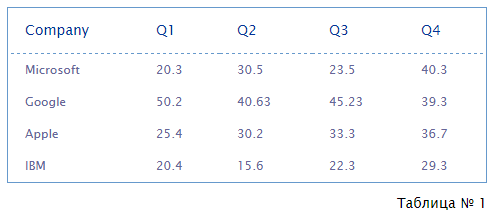 Company Q1 Q2 Q3 Q4
Microsoft 20.3 30.5 23.5 40.3
Google 50.2 40.63 45.23 39.3
Apple 25.4 30.2 33.3 36.7
IBM 20.4 15.6 22.3 29.3
Таблица № 1